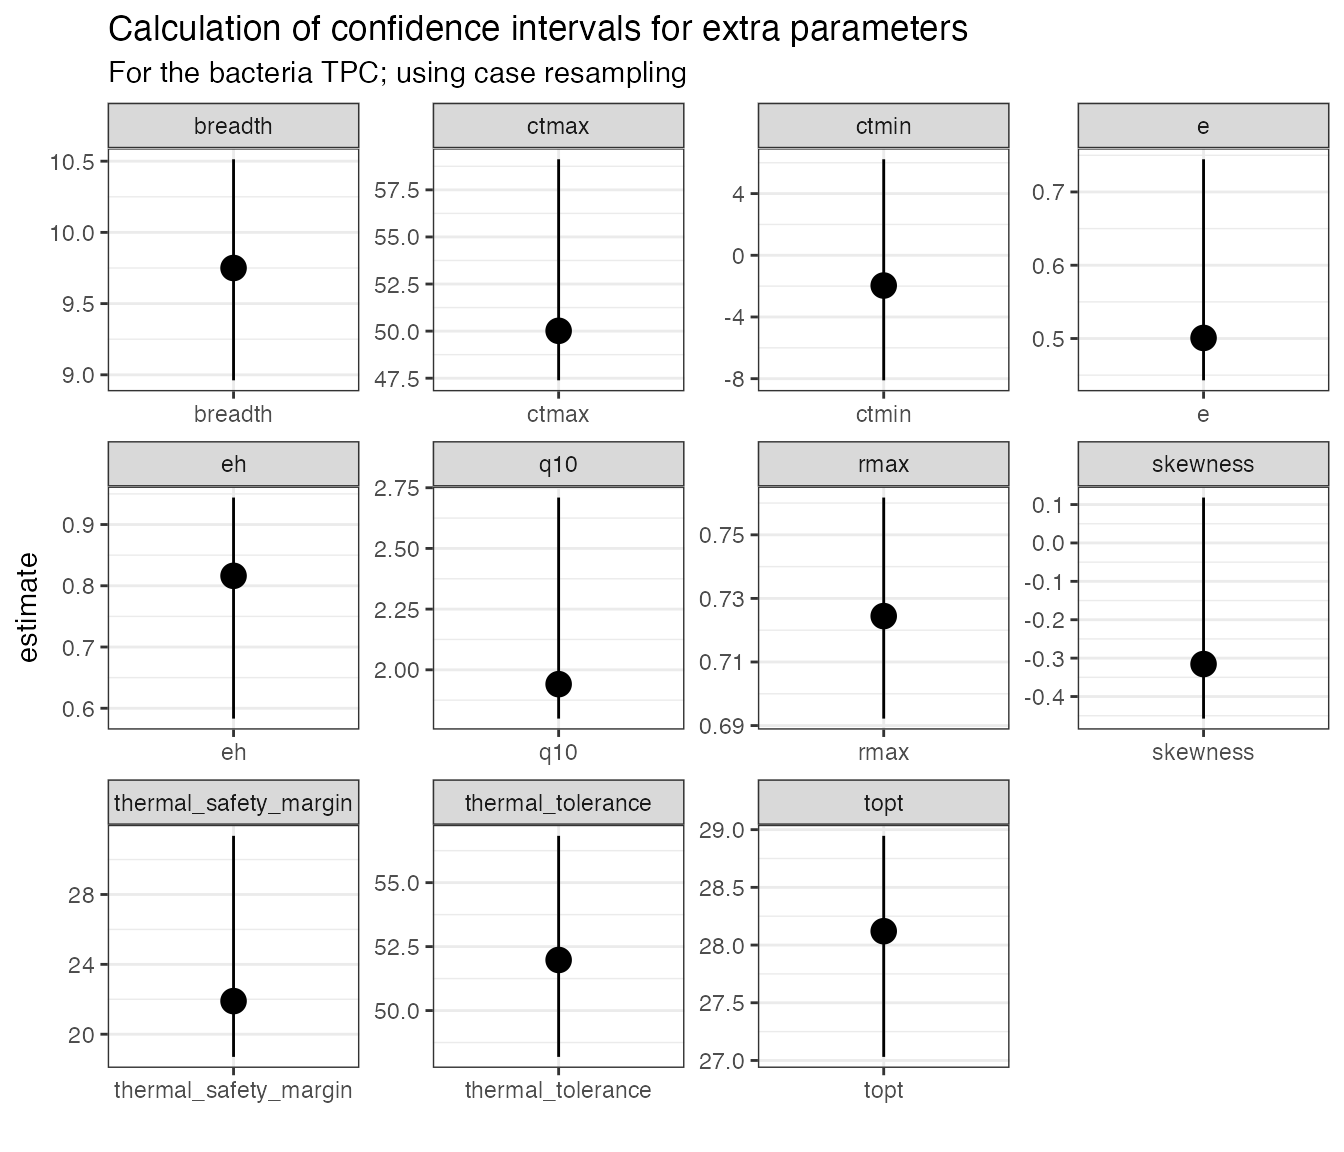 Calculation of confidence intervals for extra parameters
For the bacteria TPC; using case resampling
estimate
breadth
10.5
10.0
9.5
9.0
breadth
ctmax
57.5
55.0
52.5
50.0
47.5
ctmax
ctmin
4
0
-4
-8
ctmin
e
0.7
0.6
0.5
e
eh
0.9
0.8
0.7
0.6
eh
q10
2.75
2.50
2.25
2.00
q10
rmax
0.75
0.73
0.71
0.69
rmax
skewness
0.1
0.0
-0.1
-0.2
-0.3
-0.4
skewness
thermal_safety_margin
28
24
20
thermal_safety_margin
thermal_tolerance
55.0
52.5
50.0
thermal_tolerance
topt
29.0
28.5
28.0
27.5
27.0
topt